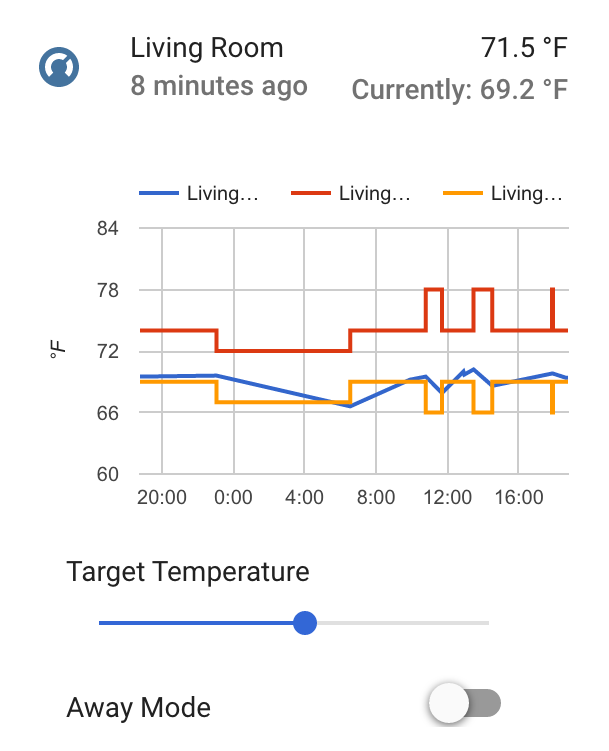 Living Room 71.5 °F
8 minutes ago Currently: 69.2 °F
Living… Living… Living…
84
78
72
66
60
°F
20:00 0:00 4:00 8:00 12:00 16:00
Target Temperature
Away Mode